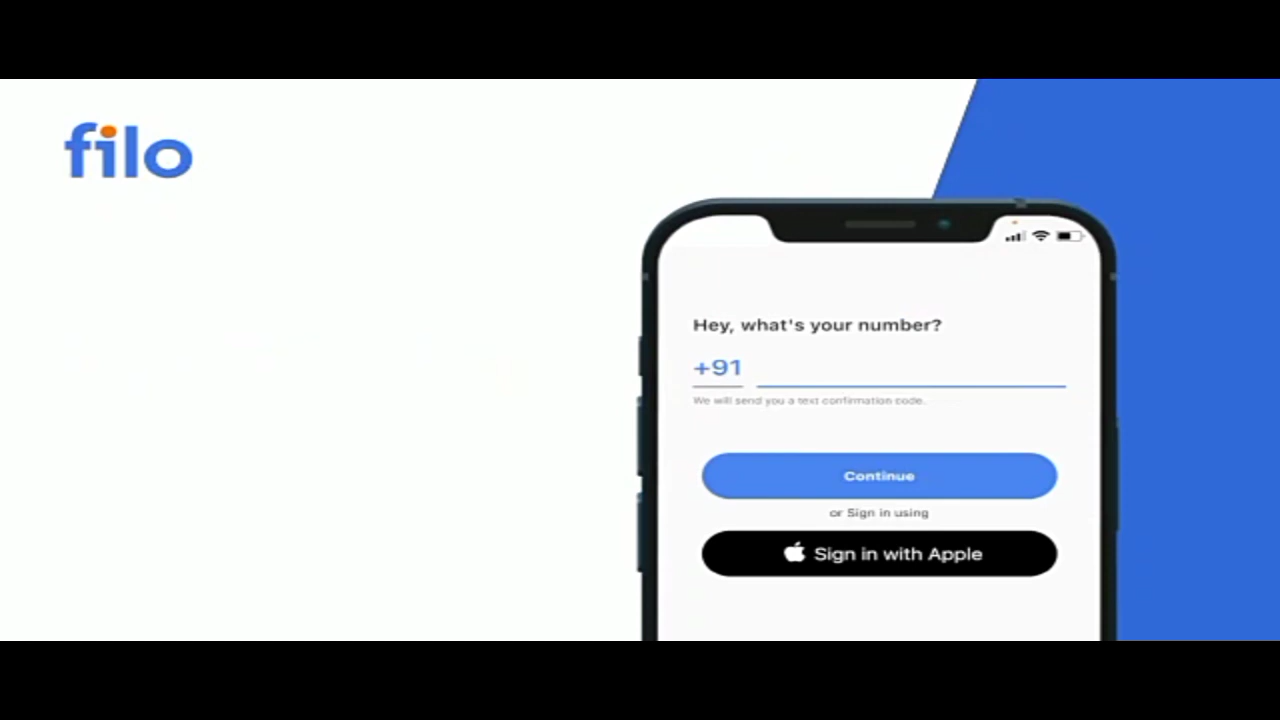 filo
Hey, what's your number?
+91
We will send you a text confirmation code.
Continue
or Sign in using
Sign in with Apple